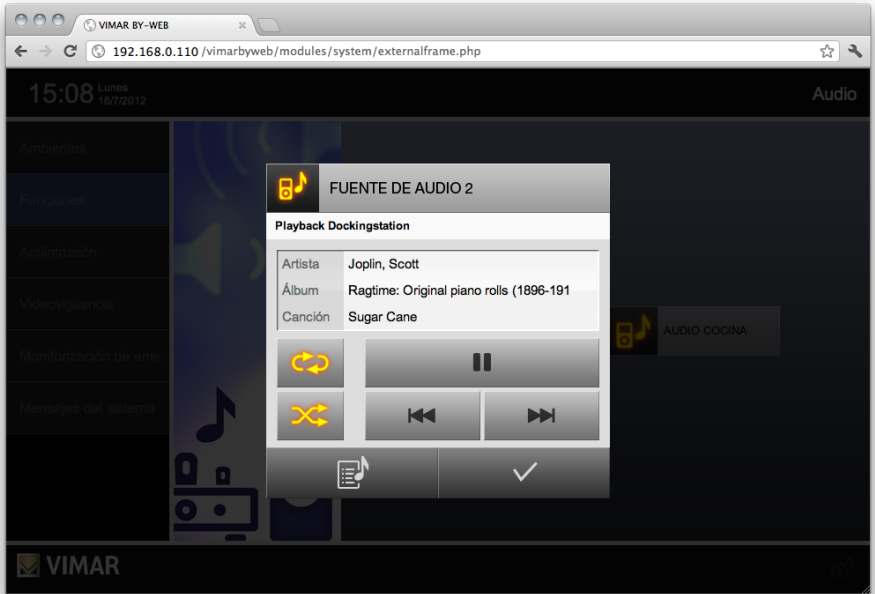 VIMAR BY-WEB
192.168.0.110/vimarbyweb/modules/system/externalframe.php
15:08 Lunes
16/7/2012
Audio
Ambientes
Funciones
Antiintrusión
Videovigilancia
Monitorización de ener
Mensajes del sistema
FUENTE DE AUDIO 2
Playback Dockingstation
Artista Joplin, Scott
Álbum Ragtime: Original piano rolls (1896-191
Canción Sugar Cane
AUDIO COCINA
VIMAR